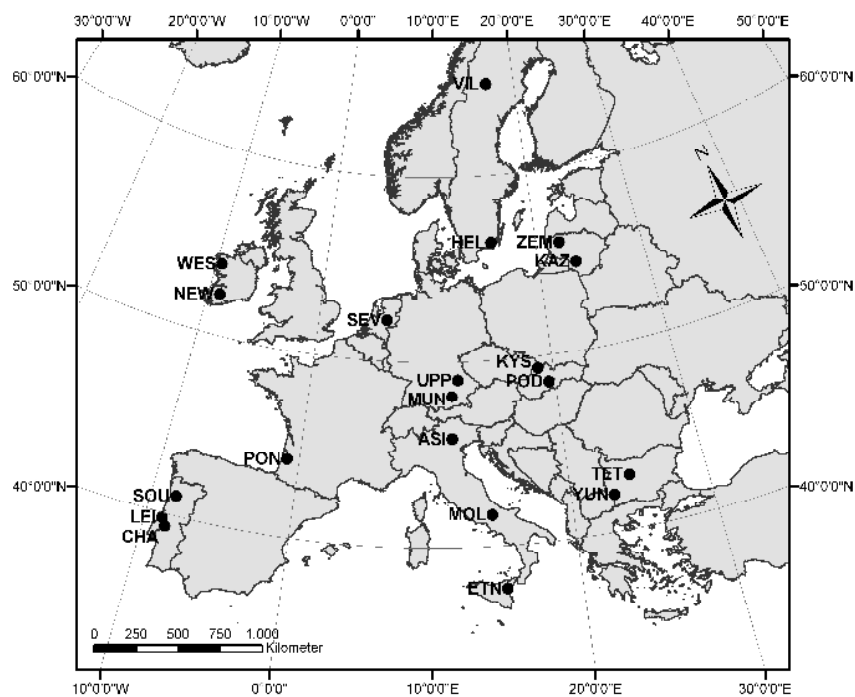 30°0'0"W 20°0'0"W 10°0'0"W 0°0'0" 10°0'0"E 20°0'0"E 30°0'0"E 40°0'0"E 50°0'0"E
60°0'0"N 60°0'0"N
VIL
N
HEL ZEM
KAZ
WES
NEW
50°0'0"N 50°0'0"N
SEV
KYS
UPP POD
MUN
ASI
PON
TET
40°0'0"N SOU YUN 40°0'0"N
LEI MOL
CHA
ETN
0 250 500 750 1.000
Kilometer
10°0'0"W 0°0'0" 10°0'0"E 20°0'0"E 30°0'0"E